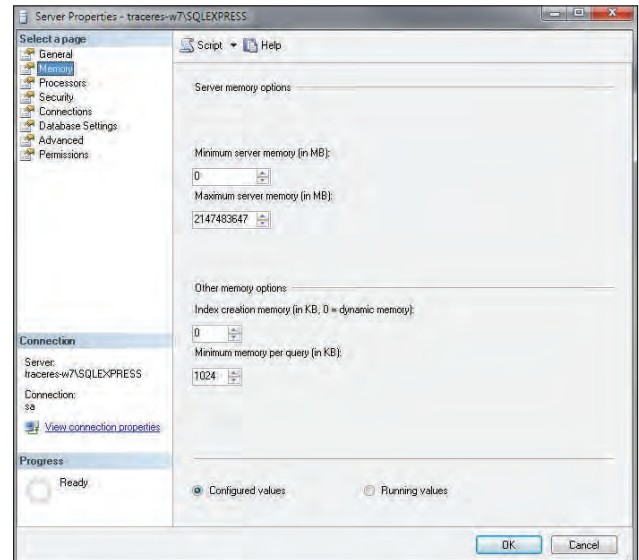 Server Properties - traceres-w7\SQLEXPRESS
Select a page
General
Memory
Processors
Security
Connections
Database Settings
Advanced
Permissions
Script
Help
Server memory options
Minimum server memory (in MB):
0
Maximum server memory (in MB):
2147483647
Other memory options
Index creation memory (in KB, 0 = dynamic memory):
0
Minimum memory per query (in KB):
1024
Connection
Server:
traceres-w7\SQLEXPRESS
Connection:
sa
View connection properties
Progress
Ready
Configured values
Running values
OK
Cancel